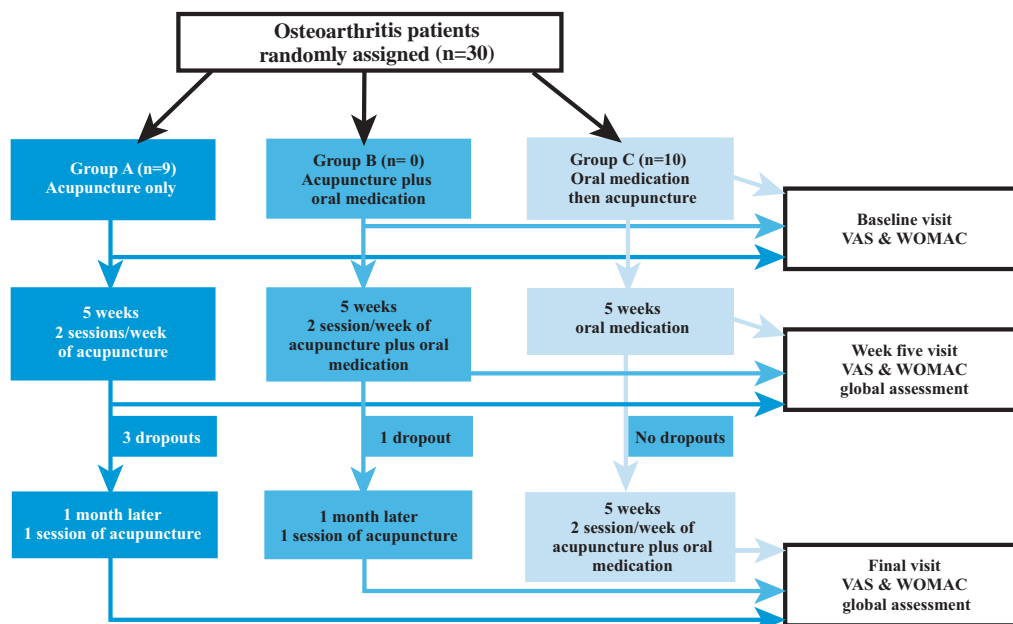 Osteoarthritis patients
randomly assigned (n=30)
Group A (n=9)
Acupuncture only
Group B (n= 0)
Acupuncture plus
oral medication
Group C (n=10)
Oral medication
then acupuncture
Baseline visit
VAS & WOMAC
5 weeks
2 sessions/week
of acupuncture
5 weeks
2 session/week of
acupuncture plus oral
medication
5 weeks
oral medication
Week five visit
VAS & WOMAC
global assessment
3 dropouts
1 dropout
No dropouts
1 month later
1 session of acupuncture
1 month later
1 session of acupuncture
5 weeks
2 session/week of
acupuncture plus oral
medication
Final visit
VAS & WOMAC
global assessment